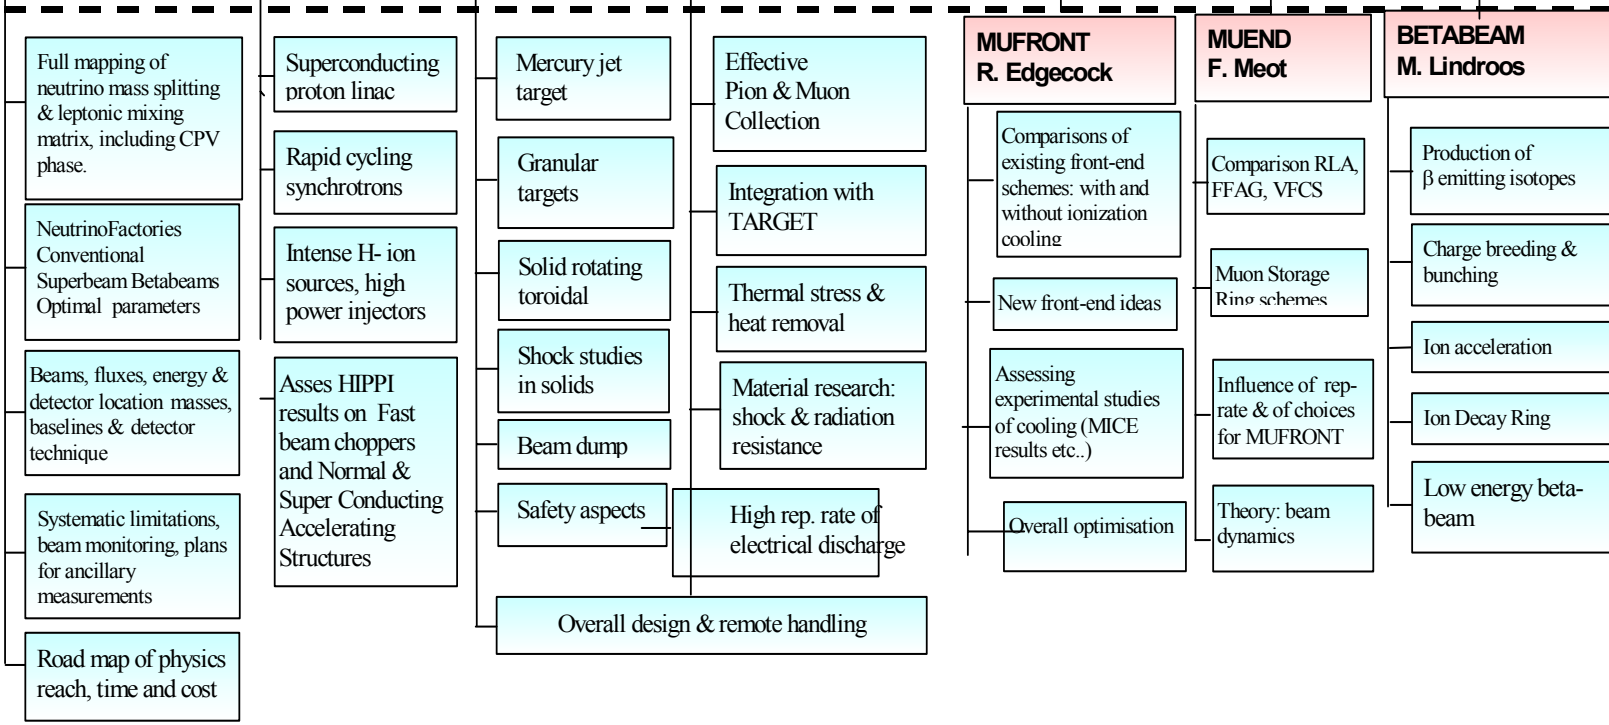 Full mapping of
neutrino mass splitting
& leptonic mixing
matrix, including CPV
phase.
NeutrinoFactories
Conventional
Superbeam Betabeams
Optimal parameters
Beams, fluxes, energy &
detector location masses,
baselines & detector
technique
Systematic limitations,
beam monitoring, plans
for ancillary
measurements
Road map of physics
reach, time and cost
Superconducting
proton linac
Rapid cycling
synchrotrons
Intense H- ion
sources, high
power injectors
Asses HIPPI
results on Fast
beam choppers
and Normal &
Super Conducting
Accelerating
Structures
Mercury jet
target
Granular
targets
Solid rotating
toroidal
Shock studies
in solids
Beam dump
Safety aspects
Effective
Pion & Muon
Collection
Integration with
TARGET
Thermal stress &
heat removal
Material research:
shock & radiation
resistance
High rep. rate of
electrical discharge
Overall design & remote handling
MUFRONT
R. Edgecock
Comparisons of
existing front-end
schemes: with and
without ionization
cooling
New front-end ideas
Assessing
experimental studies
of cooling (MICE
results etc..)
Overall optimisation
MUEND
F. Meot
Comparison RLA,
FFAG, VFCS
Muon Storage
Ring schemes
Influence of rep-
rate & of choices
for MUFRONT
Theory: beam
dynamics
BETABEAM
M. Lindroos
Production of
β emitting isotopes
Charge breeding &
bunching
Ion acceleration
Ion Decay Ring
Low energy beta-
beam